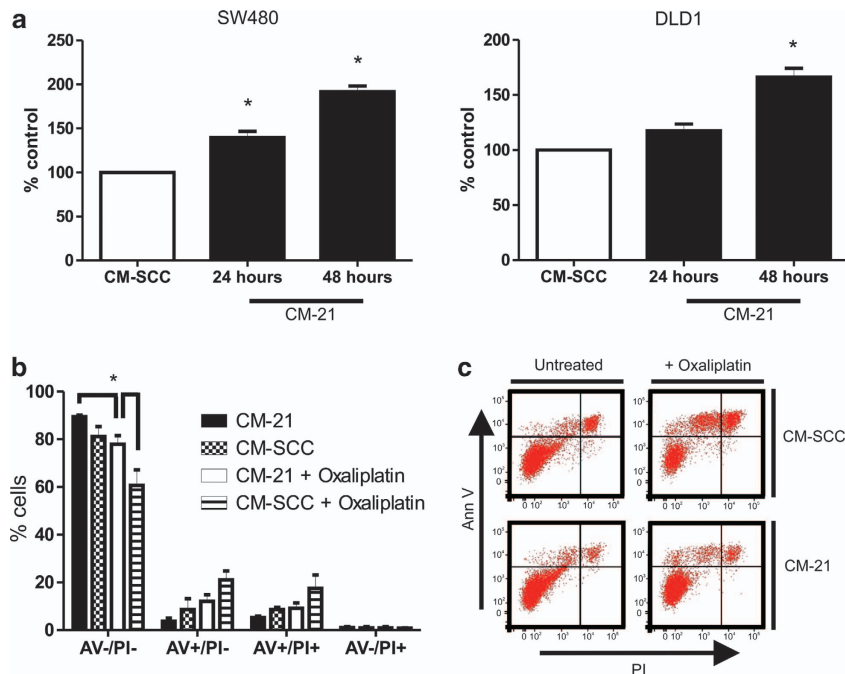 a
SW480
% control
250
200
150
100
50
0
*
*
CM-SCC
24 hours
48 hours
CM-21
DLD1
% control
200
150
100
50
0
*
CM-SCC
24 hours
48 hours
CM-21
b
% cells
100
80
60
40
20
0
*
CM-21
CM-SCC
CM-21 + Oxaliplatin
CM-SCC + Oxaliplatin
AV-/PI-
AV+/PI-
AV+/PI+
AV-/PI+
c
Untreated
+ Oxaliplatin
CM-SCC
CM-21
Ann V
PI